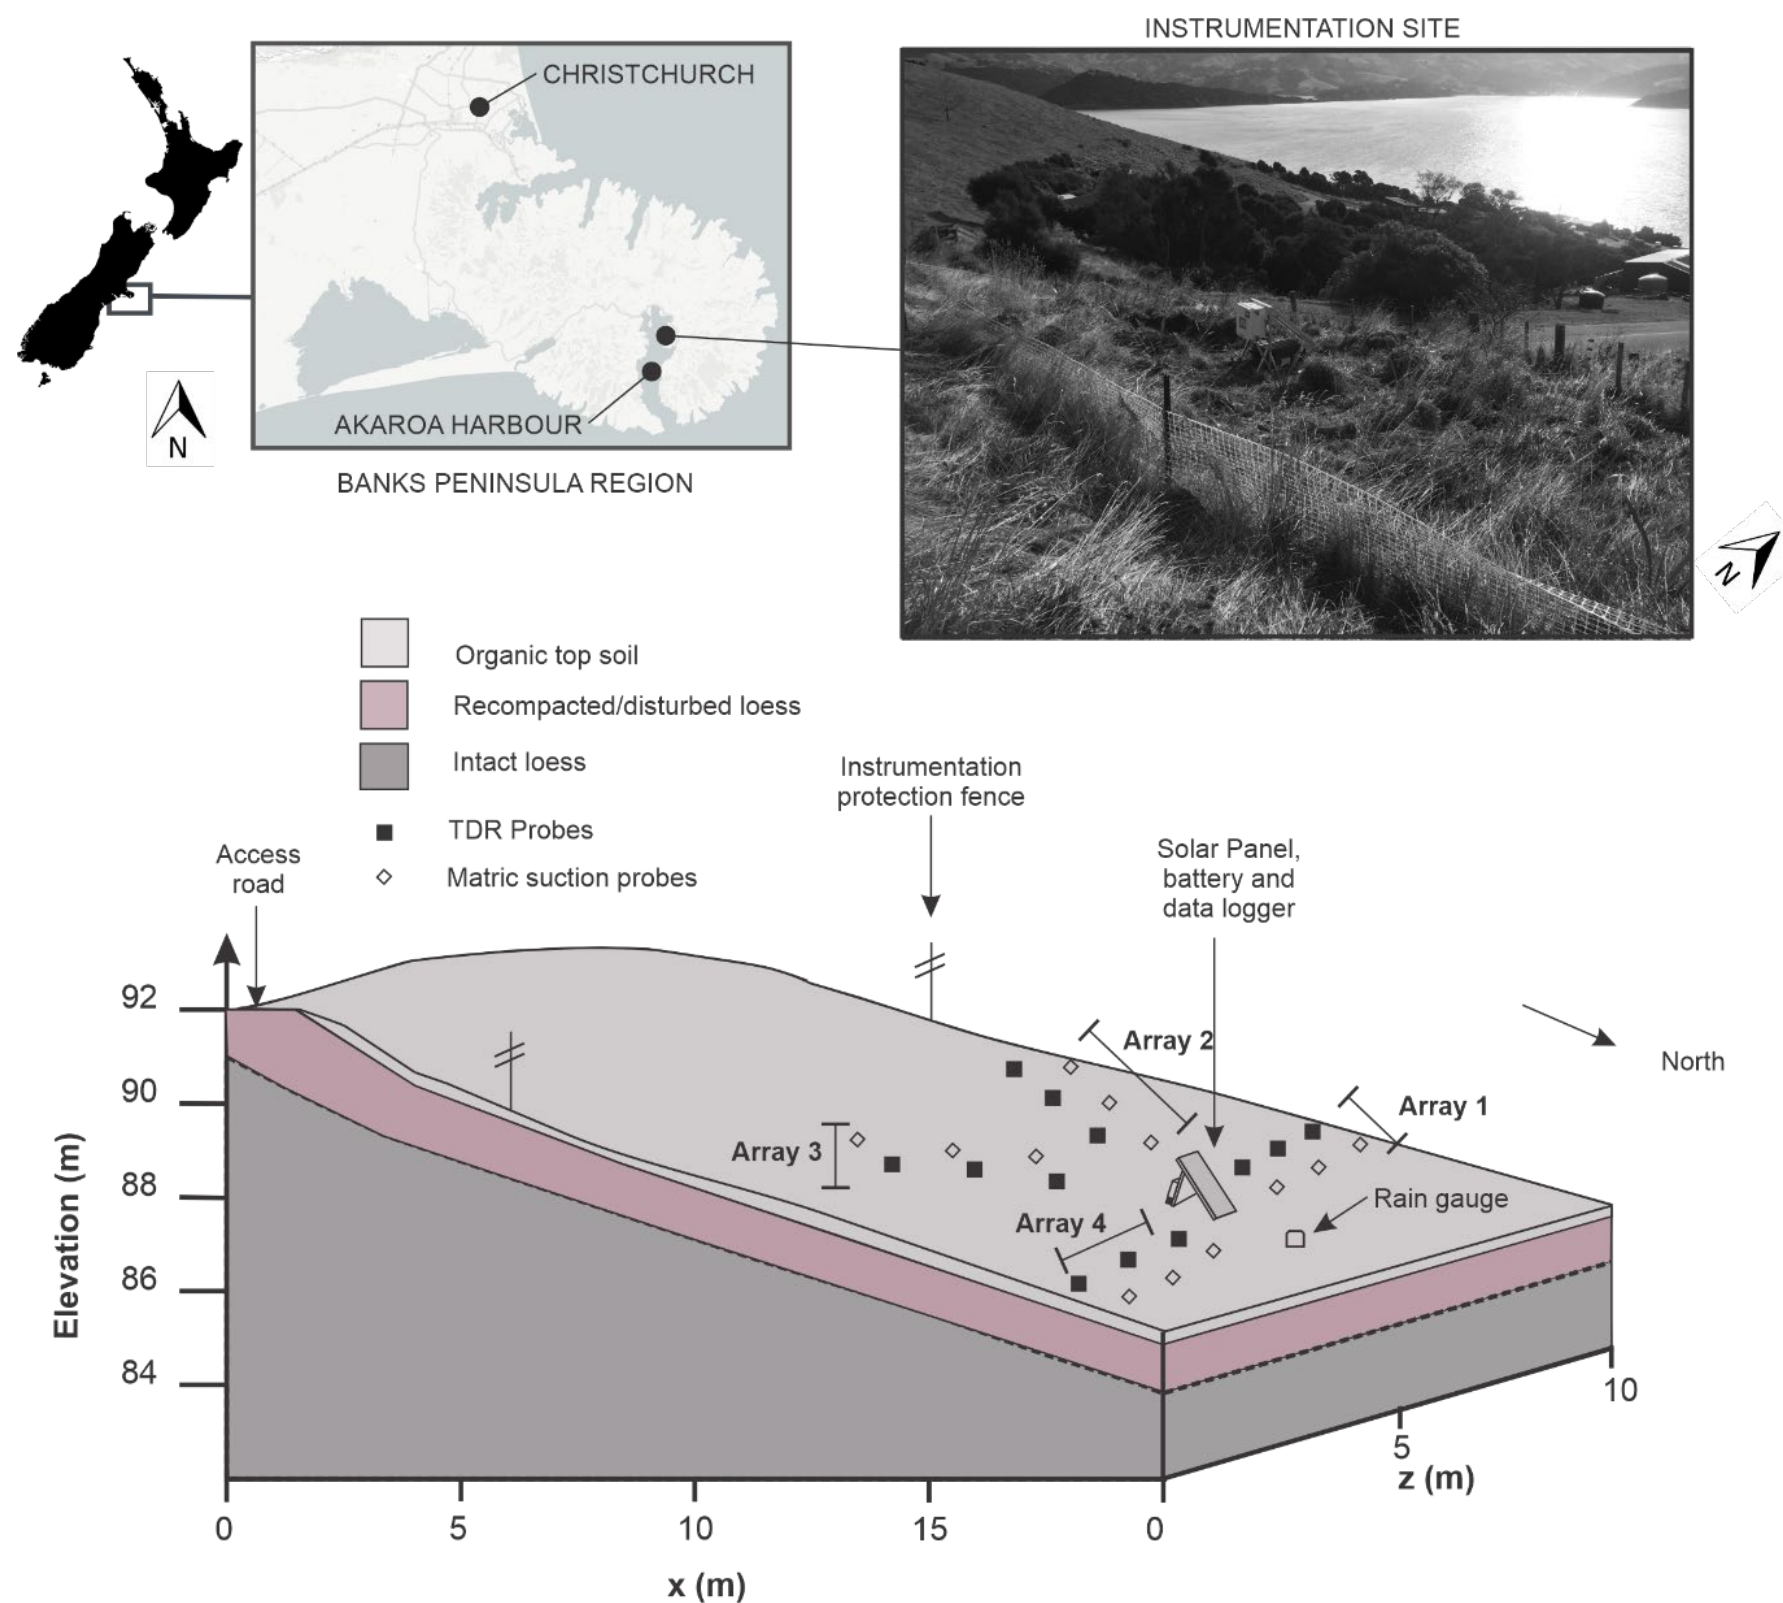 INSTRUMENTATION SITE
CHRISTCHURCH
AKAROA HARBOUR
N
BANKS PENINSULA REGION
N
Organic top soil
Recompacted/disturbed loess
Intact loess
TDR Probes
Matric suction probes
Instrumentation
protection fence
Access
road
Solar Panel,
battery and
data logger
92
90
88
86
84
Elevation (m)
Array 2
Array 1
North
Array 3
Array 4
Rain gauge
10
5
z (m)
0
5
10
15
0
x (m)